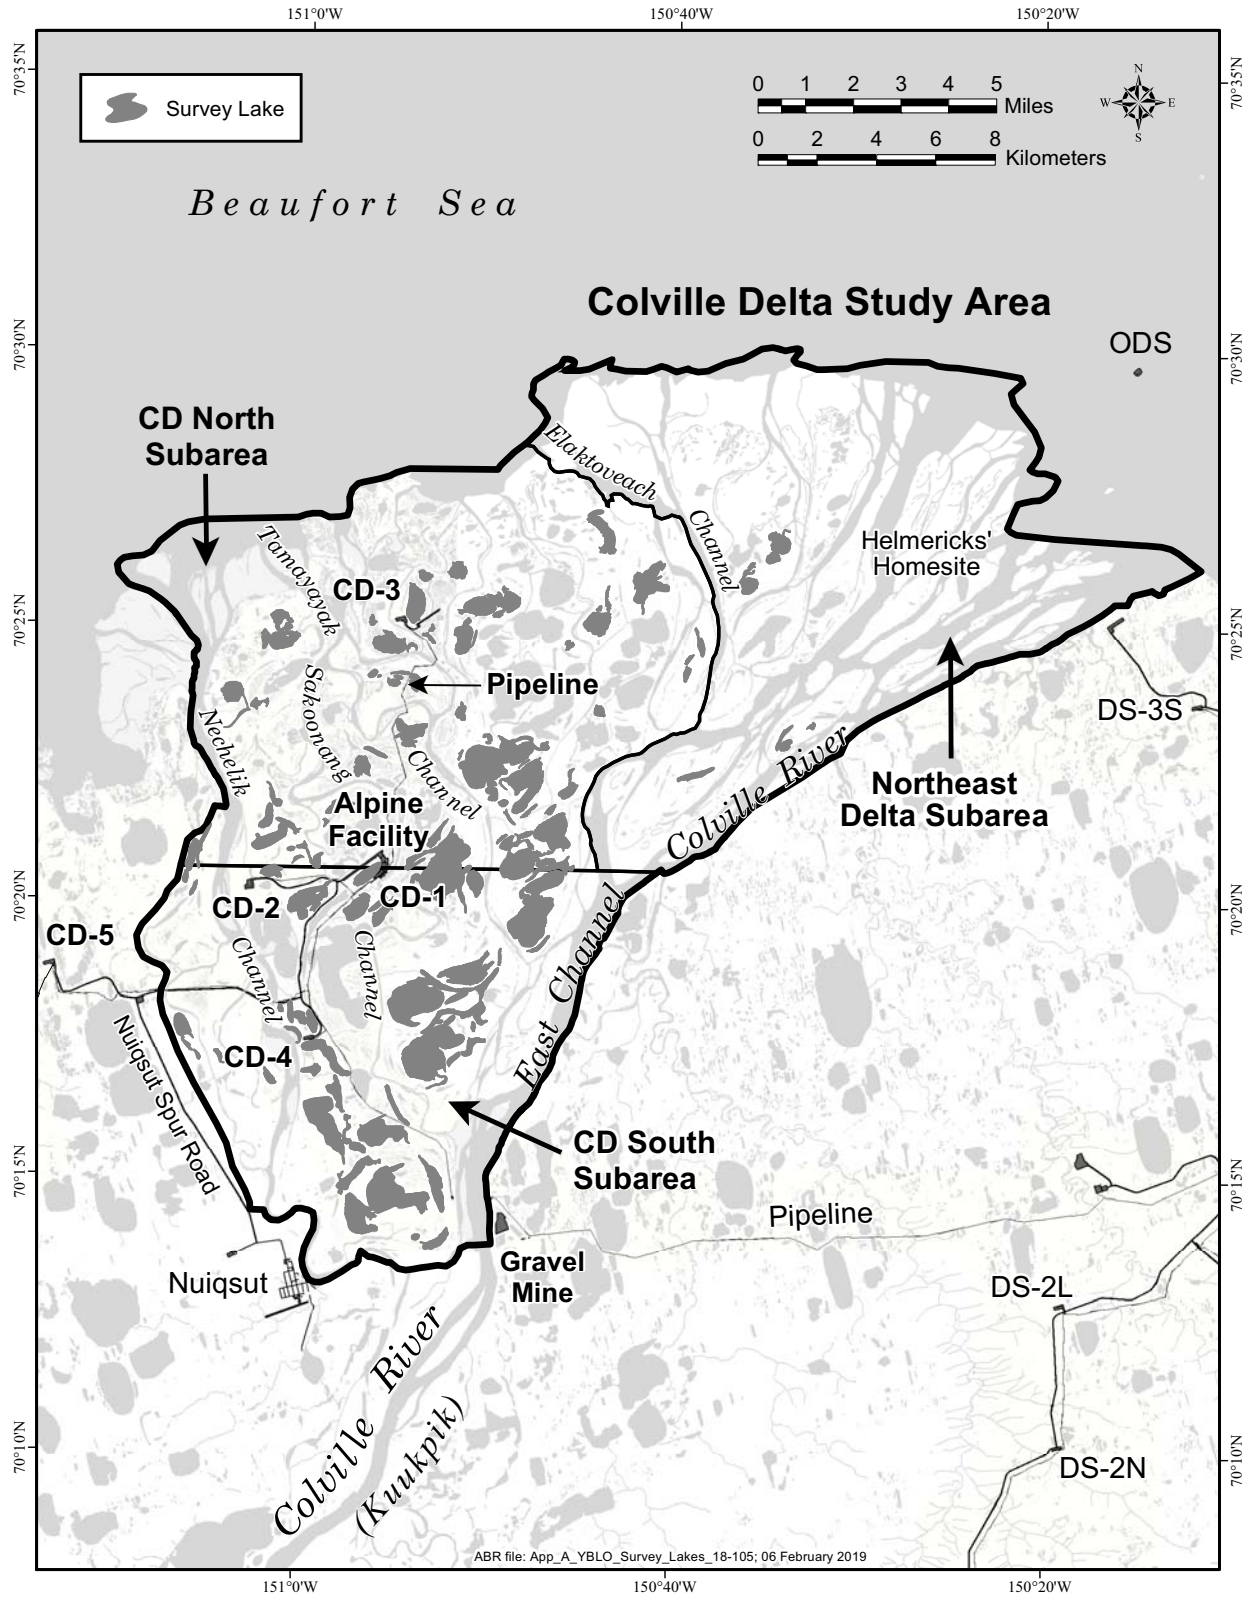 151°0'W
150°40'W
150°20'W
70°35'N
70°35'N
Survey Lake
0 1 2 3 4 5
Miles
0 2 4 6 8
Kilometers
N
W E
S
Beaufort Sea
Colville Delta Study Area
70°30'N
70°30'N
ODS
CD North
Subarea
Elaktoveach
Channel
Helmericks'
Homesite
Tamayayak
CD-3
70°25'N
70°25'N
Pipeline
Sakoonang
Nechelik
Channel
DS-3S
Colville River
Northeast
Delta Subarea
Alpine
Facility
CD-1
CD-2
70°20'N
70°20'N
CD-5
Channel
Channel
East Channel
Nuiqsut Spur Road
CD-4
CD South
Subarea
70°15'N
70°15'N
Pipeline
Gravel
Mine
Nuiqsut
DS-2L
Colville River
(Kuukpik)
70°10'N
70°10'N
DS-2N
ABR file: App_A_YBLO_Survey_Lakes_18-105; 06 February 2019
151°0'W
150°40'W
150°20'W